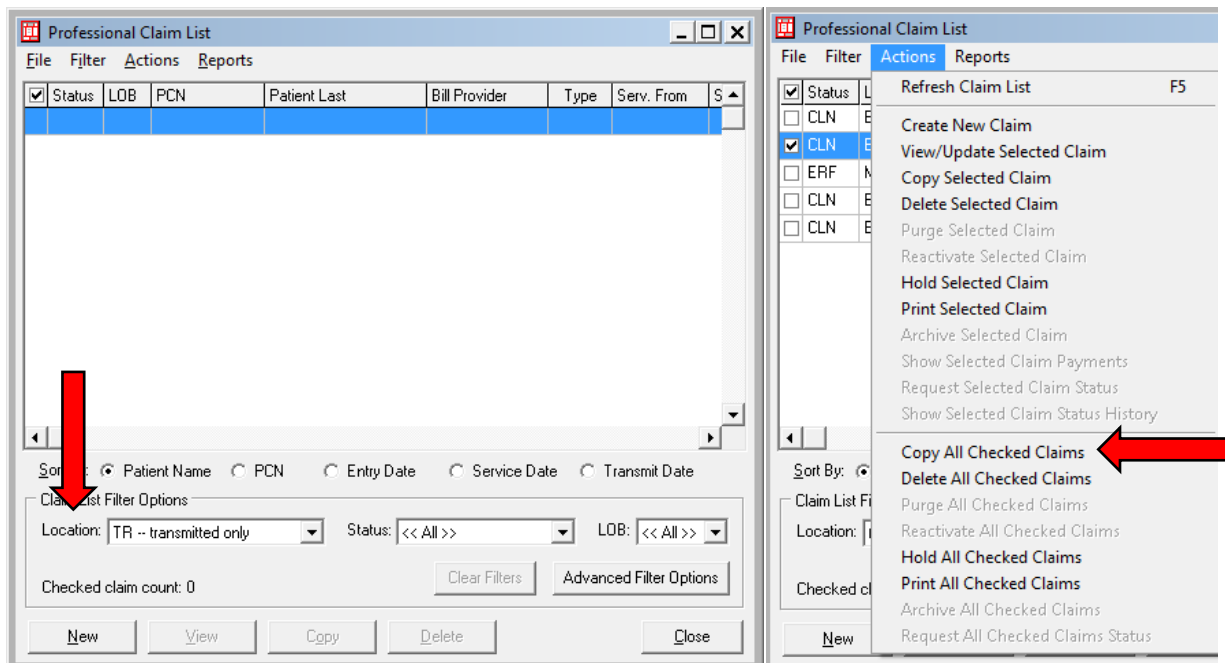 Professional Claim List
File Filter Actions Reports
Status LOB PCN Patient Last Bill Provider Type Serv. From S
Patient Name PCN Entry Date Service Date Transmit Date
Filter Options
Location: TR -- transmitted only Status: << All >> LOB: << All >>
Checked claim count: 0 Clear Filters Advanced Filter Options
New View Copy Delete Close
Professional Claim List
File Filter Actions Reports
Status L
CLN
CLN
ERF
CLN
CLN
Refresh Claim List F5
Create New Claim
View/Update Selected Claim
Copy Selected Claim
Delete Selected Claim
Purge Selected Claim
Reactivate Selected Claim
Hold Selected Claim
Print Selected Claim
Archive Selected Claim
Show Selected Claim Payments
Request Selected Claim Status
Show Selected Claim Status History
Copy All Checked Claims
Delete All Checked Claims
Purge All Checked Claims
Reactivate All Checked Claims
Hold All Checked Claims
Print All Checked Claims
Archive All Checked Claims
Request All Checked Claims Status
Sort By:
Claim List Fi
Location:
Checked cl
New